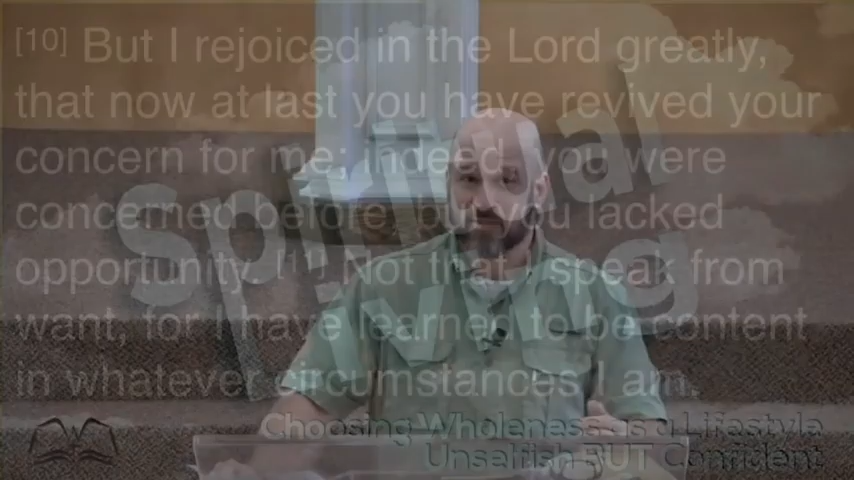 [10] But I rejoiced in the Lord greatly,
that now at last you have revived your
concern for me; indeed, you were
concerned before, but you lacked
opportunity. [11] Not that I speak from
want, for I have learned to be content
in whatever circumstances I am.
spiritual
living
Choosing Wholeness is a Lifestyle
Unselfish BUT Confident